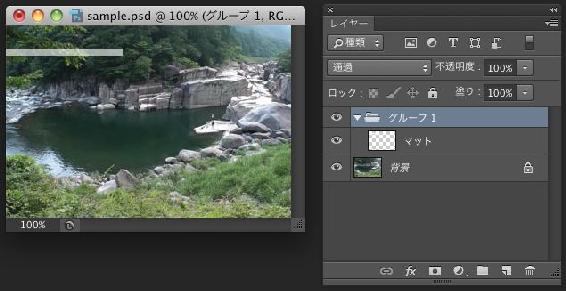 sample.psd @ 100% (グループ 1, RG...
100%
レイヤー
種類
通過
不透明度: 100%
ロック:
塗り: 100%
グループ 1
マット
背景
fx